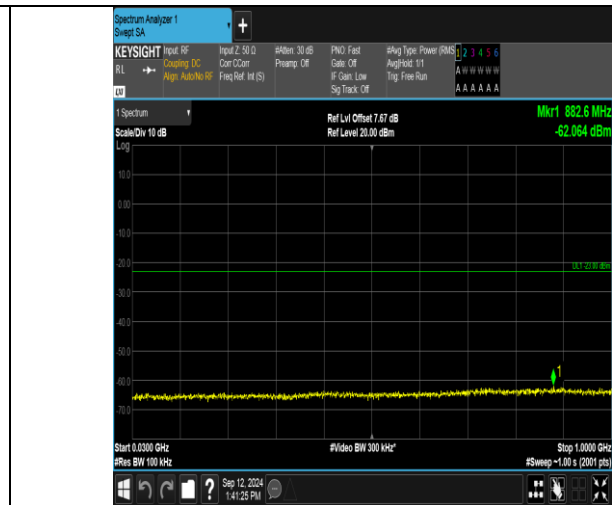 Spectrum Analyzer 1
Swept SA
+
KEYSIGHT Input: RF Input Z: 50 Ω #Atten: 30 dB PNO: Fast #Avg Type: Power (RMS 1 2 3 4 5 6
RL Coupling: DC Corr CCorr Preamp: Off Gate: Off Avg|Hold: 1/1 A W W W W W
Align: Auto/No RF Freq Ref: Int (S) IF Gain: Low Trig: Free Run
LXI Sig Track: Off A A A A A A
1 Spectrum Ref Lvl Offset 7.67 dB Mkr1 882.6 MHz
Scale/Div 10 dB Ref Level 20.00 dBm -62.064 dBm
Log
10.0
0.00
-10.0
-20.0 DL1 -23.00 dBm
-30.0
-40.0
-50.0
1
-60.0
-70.0
Start 0.0300 GHz #Video BW 300 kHz* Stop 1.0000 GHz
#Res BW 100 kHz #Sweep ~1.00 s (2001 pts)
? Sep 12, 2024
1:41:25 PM